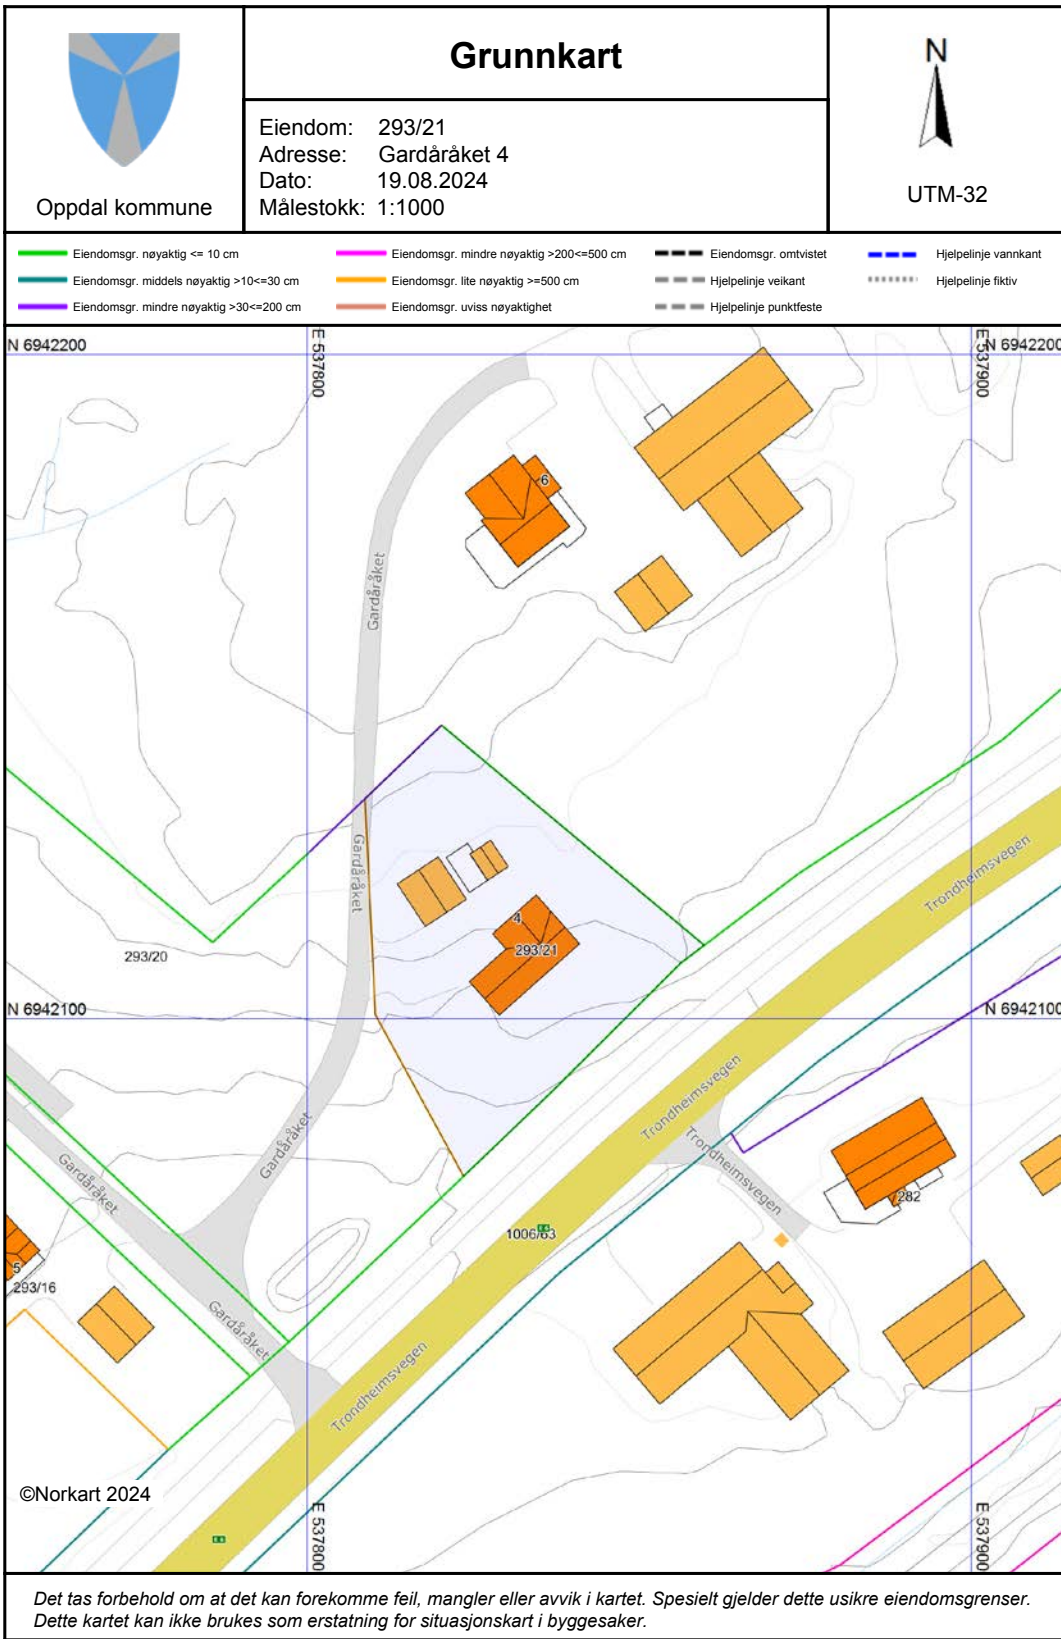 Grunnkart
N
Eiendom: 293/21
Adresse: Gardåråket 4
Dato: 19.08.2024
Målestokk: 1:1000
Oppdal kommune
UTM-32
Eiendomsgr. nøyaktig <= 10 cm
Eiendomsgr. middels nøyaktig >10<=30 cm
Eiendomsgr. mindre nøyaktig >30<=200 cm
Eiendomsgr. mindre nøyaktig >200<=500 cm
Eiendomsgr. lite nøyaktig >=500 cm
Eiendomsgr. uviss nøyaktighet
Eiendomsgr. omtvistet
Hjelpelinje veikant
Hjelpelinje punktfeste
Hjelpelinje vannkant
Hjelpelinje fiktiv
N 6942200
E 537800
E 537900
N 6942200
6
Gardåråket
Gardåråket
Trondheimsvegen
4
293/21
293/20
N 6942100
N 6942100
Trondheimsvegen
Gardåråket
Trondheimsvegen
Gardåråket
282
1006/63
5
293/16
Gardåråket
Trondheimsvegen
©Norkart 2024
E 537800
E 537900
Det tas forbehold om at det kan forekomme feil, mangler eller avvik i kartet. Spesielt gjelder dette usikre eiendomsgrenser.
Dette kartet kan ikke brukes som erstatning for situasjonskart i byggesaker.